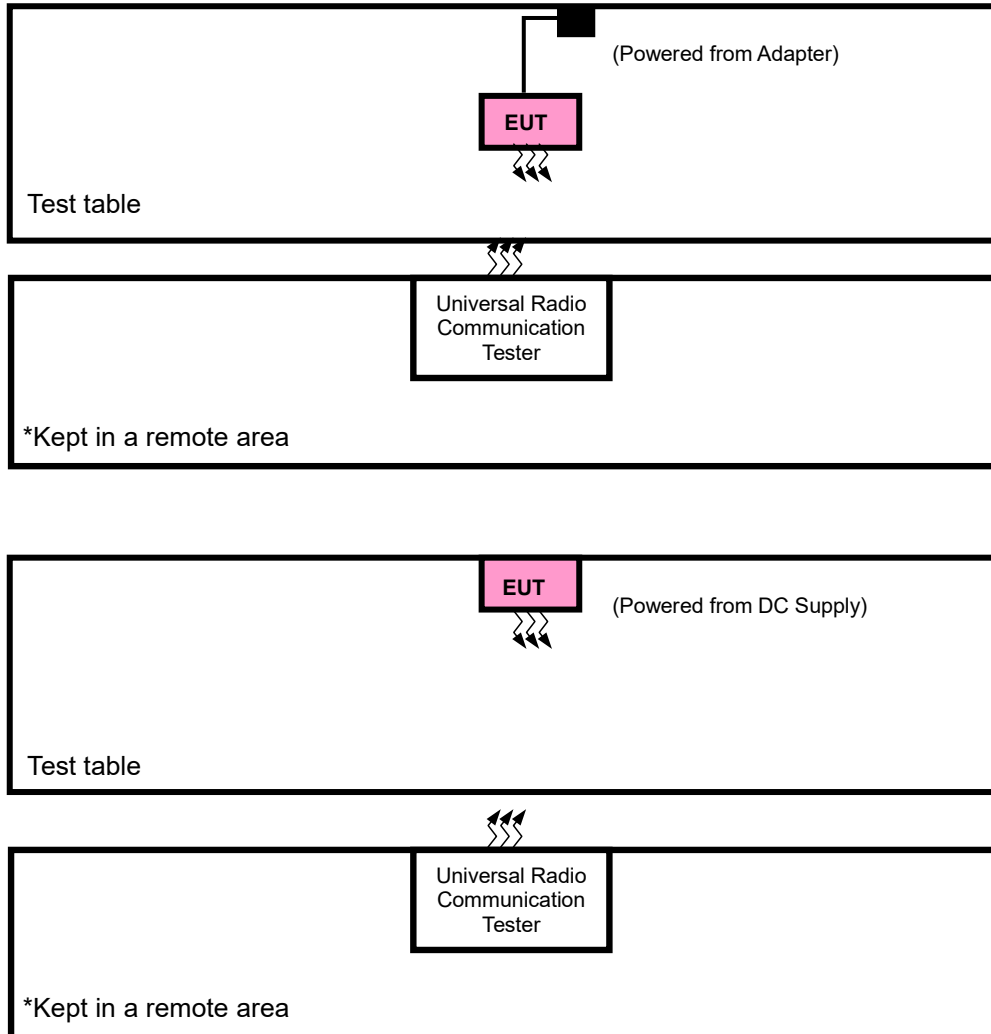 (Powered from Adapter)
EUT
Test table
Universal Radio
Communication
Tester
*Kept in a remote area
EUT
(Powered from DC Supply)
Test table
Universal Radio
Communication
Tester
*Kept in a remote area